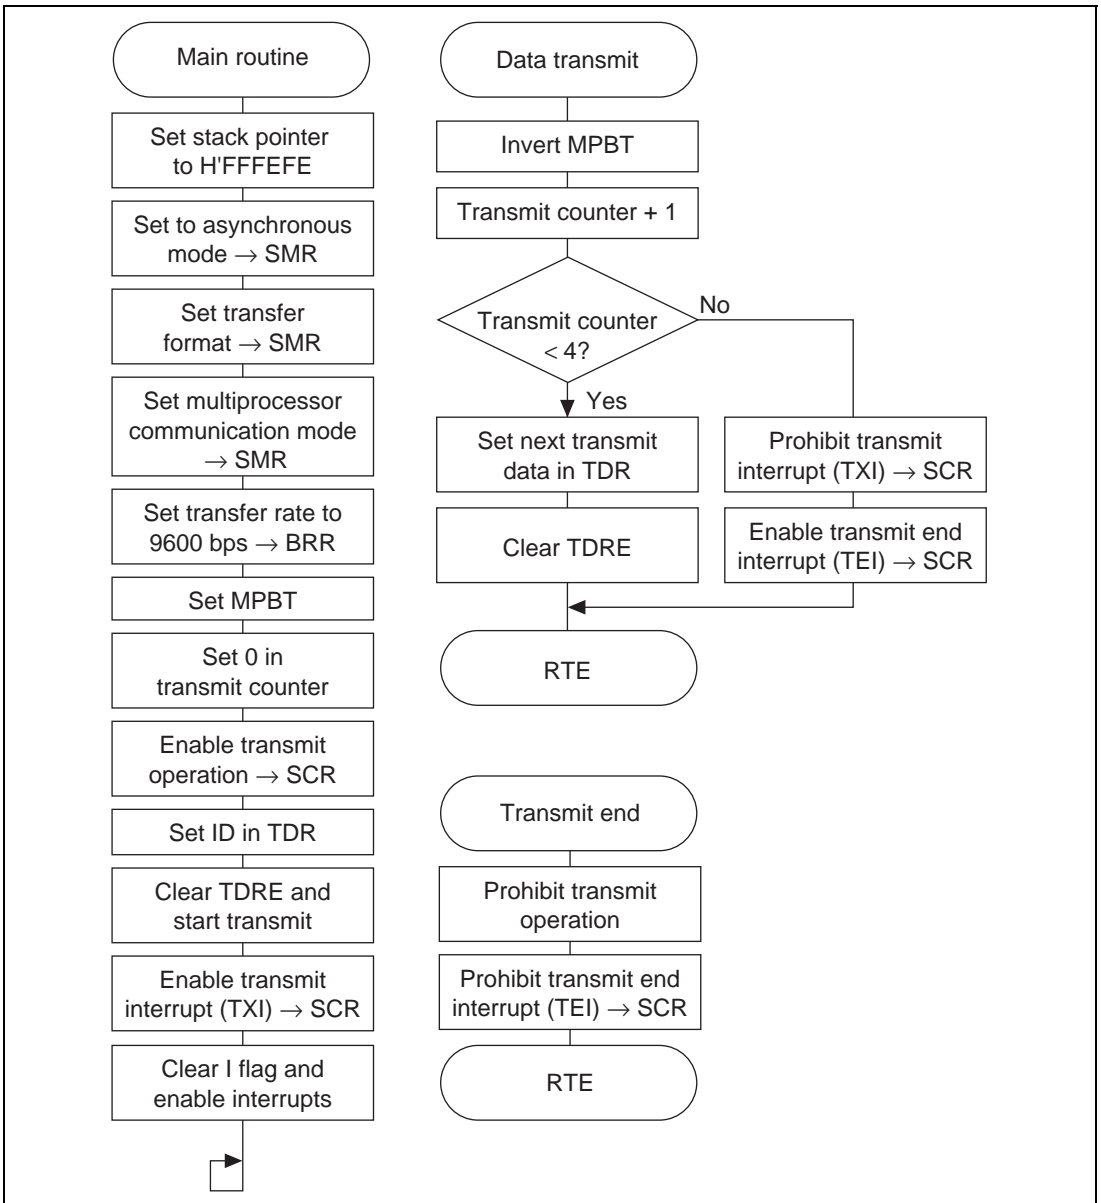 Main routine
Set stack pointer
to H'FFFEFE
Set to asynchronous
mode → SMR
Set transfer
format → SMR
Set multiprocessor
communication mode
→ SMR
Set transfer rate to
9600 bps → BRR
Set MPBT
Set 0 in
transmit counter
Enable transmit
operation → SCR
Set ID in TDR
Clear TDRE and
start transmit
Enable transmit
interrupt (TXI) → SCR
Clear I flag and
enable interrupts
Data transmit
Invert MPBT
Transmit counter + 1
Transmit counter
< 4?
No
Yes
Set next transmit
data in TDR
Clear TDRE
Prohibit transmit
interrupt (TXI) → SCR
Enable transmit end
interrupt (TEI) → SCR
RTE
Transmit end
Prohibit transmit
operation
Prohibit transmit end
interrupt (TEI) → SCR
RTE